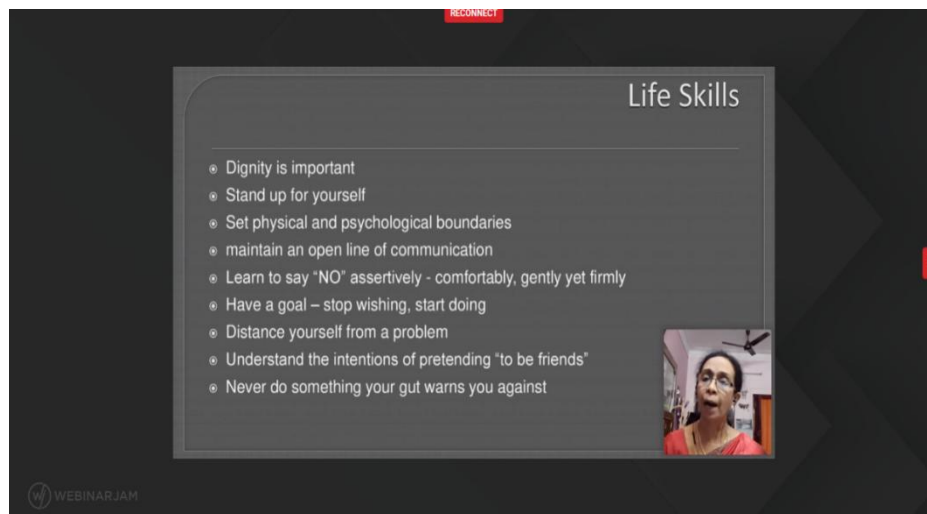 RECONNECT
Life Skills
Dignity is important
Stand up for yourself
Set physical and psychological boundaries
maintain an open line of communication
Learn to say “NO” assertively - comfortably, gently yet firmly
Have a goal – stop wishing, start doing
Distance yourself from a problem
Understand the intentions of pretending “to be friends”
Never do something your gut warns you against
WEBINARJAM